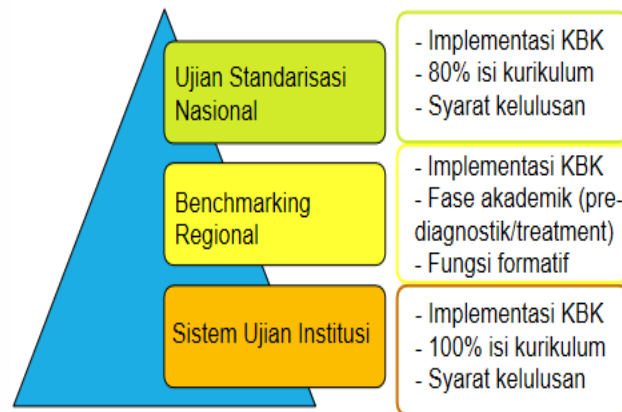 Ujian Standarisasi
Nasional
- Implementasi KBK
- 80% isi kurikulum
- Syarat kelulusan
Benchmarking
Regional
- Implementasi KBK
- Fase akademik (pre-
diagnostik/treatment)
- Fungsi formatif
Sistem Ujian Institusi
- Implementasi KBK
- 100% isi kurikulum
- Syarat kelulusan